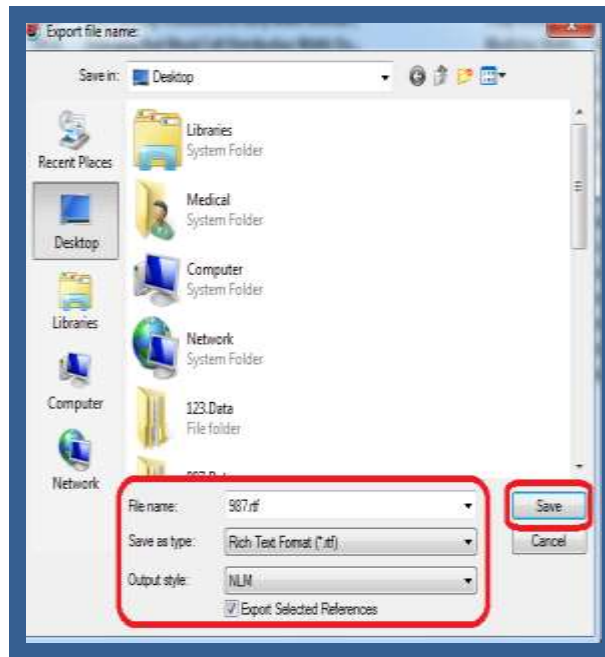 Export file name:
Save in: Desktop
Recent Places
Desktop
Libraries
Computer
Network
Libraries
System Folder
Medical
System Folder
Computer
System Folder
Network
System Folder
123.Data
File folder
File name: 987.rtf
Save as type: Rich Text Format (*.rtf)
Output style: NLM
Export Selected References
Save
Cancel